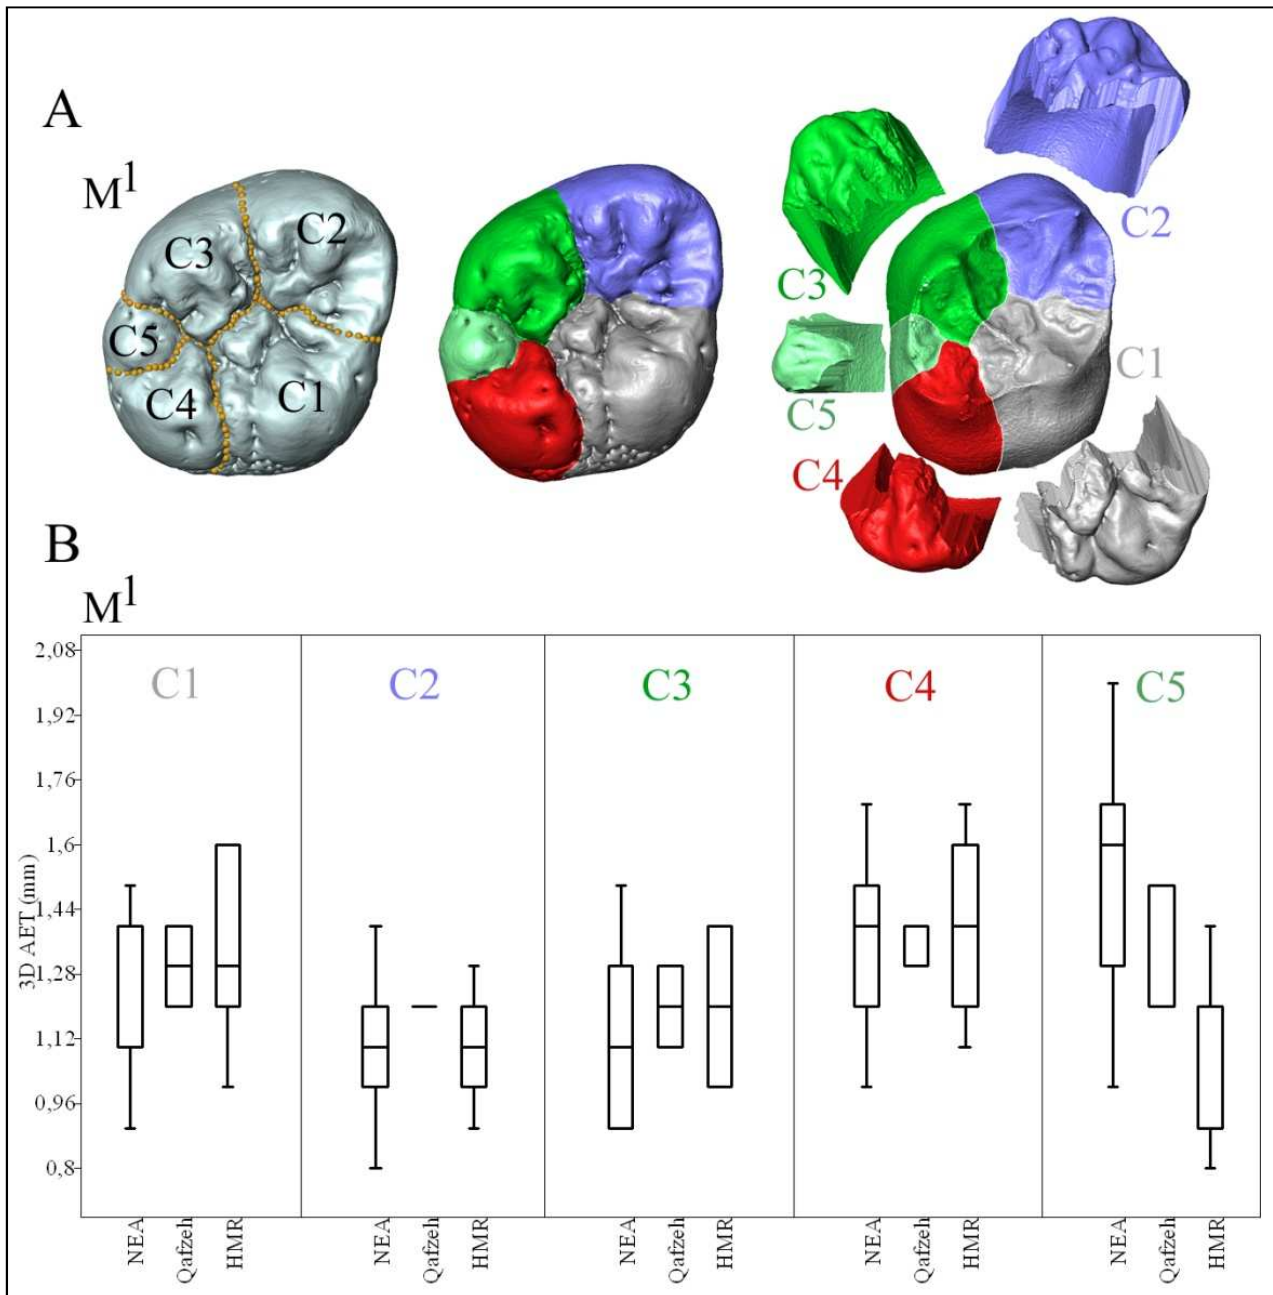 A
M1
C3
C2
C5
C4
C1
C2
C3
C1
C5
C4
B
M1
C1
C2
C3
C4
C5
3D AET (mm)
2,08
1,92
1,76
1,6
1,44
1,28
1,12
0,96
0,8
NEA
Qafzeh
HMR
NEA
Qafzeh
HMR
NEA
Qafzeh
HMR
NEA
Qafzeh
HMR
NEA
Qafzeh
HMR